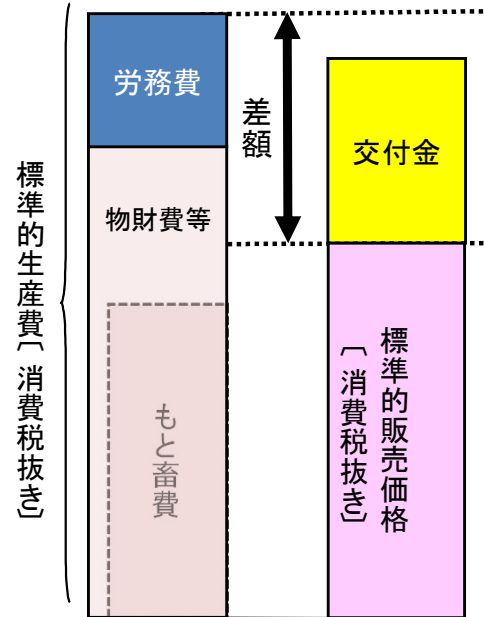 標準的生産費〔消費税抜き〕
労務費
物財費等
もと畜費
差額
交付金
標準的販売価格
〔消費税抜き〕